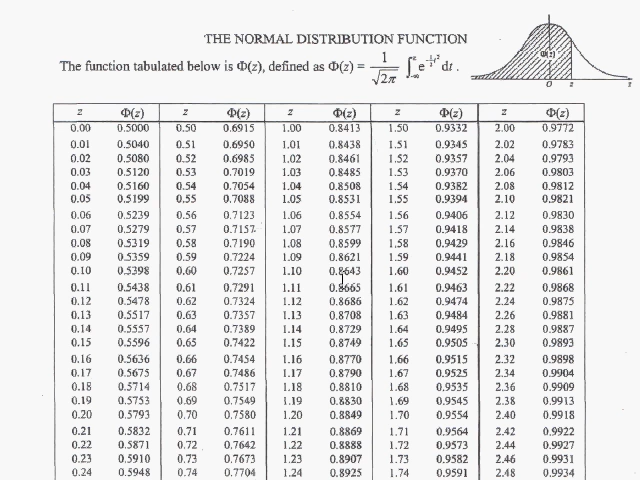 THE NORMAL DISTRIBUTION FUNCTION
The function tabulated below is Φ(z), defined as Φ(z) = 1/√2π ∫_{-∞}^{z} e^{-½t²} dt .
Φ(z)
0 z t
z Φ(z) z Φ(z) z Φ(z) z Φ(z) z Φ(z)
0.00 0.5000 0.50 0.6915 1.00 0.8413 1.50 0.9332 2.00 0.9772
0.01 0.5040 0.51 0.6950 1.01 0.8438 1.51 0.9345 2.02 0.9783
0.02 0.5080 0.52 0.6985 1.02 0.8461 1.52 0.9357 2.04 0.9793
0.03 0.5120 0.53 0.7019 1.03 0.8485 1.53 0.9370 2.06 0.9803
0.04 0.5160 0.54 0.7054 1.04 0.8508 1.54 0.9382 2.08 0.9812
0.05 0.5199 0.55 0.7088 1.05 0.8531 1.55 0.9394 2.10 0.9821
0.06 0.5239 0.56 0.7123 1.06 0.8554 1.56 0.9406 2.12 0.9830
0.07 0.5279 0.57 0.7157 1.07 0.8577 1.57 0.9418 2.14 0.9838
0.08 0.5319 0.58 0.7190 1.08 0.8599 1.58 0.9429 2.16 0.9846
0.09 0.5359 0.59 0.7224 1.09 0.8621 1.59 0.9441 2.18 0.9854
0.10 0.5398 0.60 0.7257 1.10 0.8643 1.60 0.9452 2.20 0.9861
0.11 0.5438 0.61 0.7291 1.11 0.8665 1.61 0.9463 2.22 0.9868
0.12 0.5478 0.62 0.7324 1.12 0.8686 1.62 0.9474 2.24 0.9875
0.13 0.5517 0.63 0.7357 1.13 0.8708 1.63 0.9484 2.26 0.9881
0.14 0.5557 0.64 0.7389 1.14 0.8729 1.64 0.9495 2.28 0.9887
0.15 0.5596 0.65 0.7422 1.15 0.8749 1.65 0.9505 2.30 0.9893
0.16 0.5636 0.66 0.7454 1.16 0.8770 1.66 0.9515 2.32 0.9898
0.17 0.5675 0.67 0.7486 1.17 0.8790 1.67 0.9525 2.34 0.9904
0.18 0.5714 0.68 0.7517 1.18 0.8810 1.68 0.9535 2.36 0.9909
0.19 0.5753 0.69 0.7549 1.19 0.8830 1.69 0.9545 2.38 0.9913
0.20 0.5793 0.70 0.7580 1.20 0.8849 1.70 0.9554 2.40 0.9918
0.21 0.5832 0.71 0.7611 1.21 0.8869 1.71 0.9564 2.42 0.9922
0.22 0.5871 0.72 0.7642 1.22 0.8888 1.72 0.9573 2.44 0.9927
0.23 0.5910 0.73 0.7673 1.23 0.8907 1.73 0.9582 2.46 0.9931
0.24 0.5948 0.74 0.7704 1.24 0.8925 1.74 0.9591 2.48 0.9934